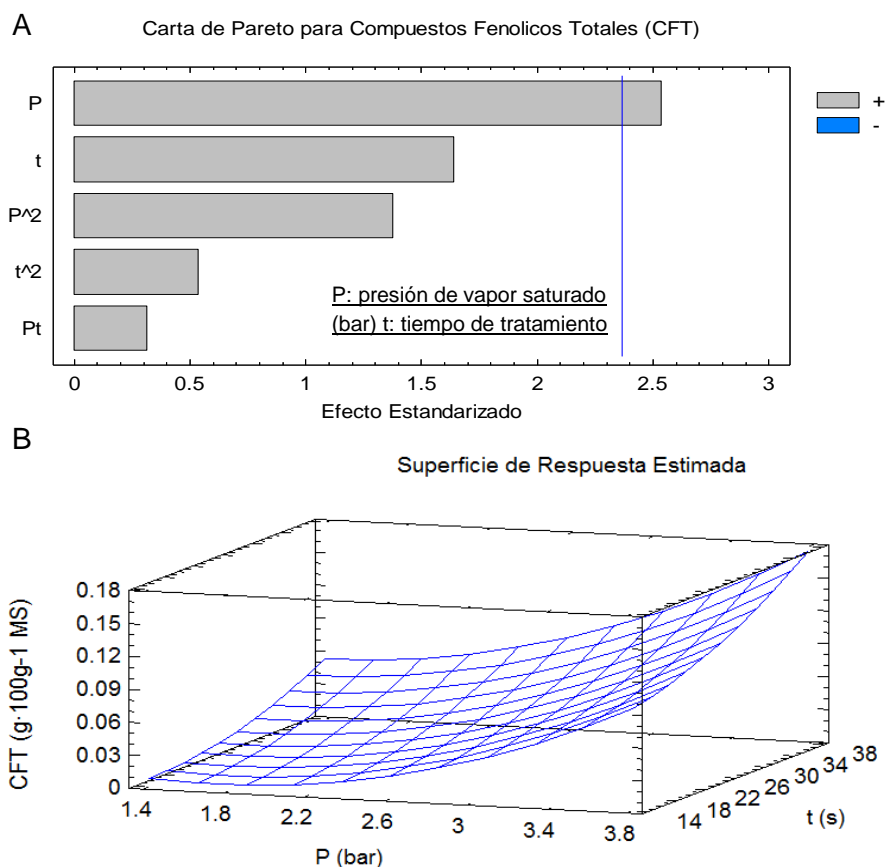 A
Carta de Pareto para Compuestos Fenolicos Totales (CFT)
P
t
P^2
t^2
Pt
+
-
P: presión de vapor saturado
(bar) t: tiempo de tratamiento
0 0.5 1 1.5 2 2.5 3
Efecto Estandarizado
B
Superficie de Respuesta Estimada
CFT (g·100g-1 MS)
0.18
0.15
0.12
0.09
0.06
0.03
0
1.4 1.8 2.2 2.6 3 3.4 3.8
P (bar)
14 18 22 26 30 34 38
t (s)